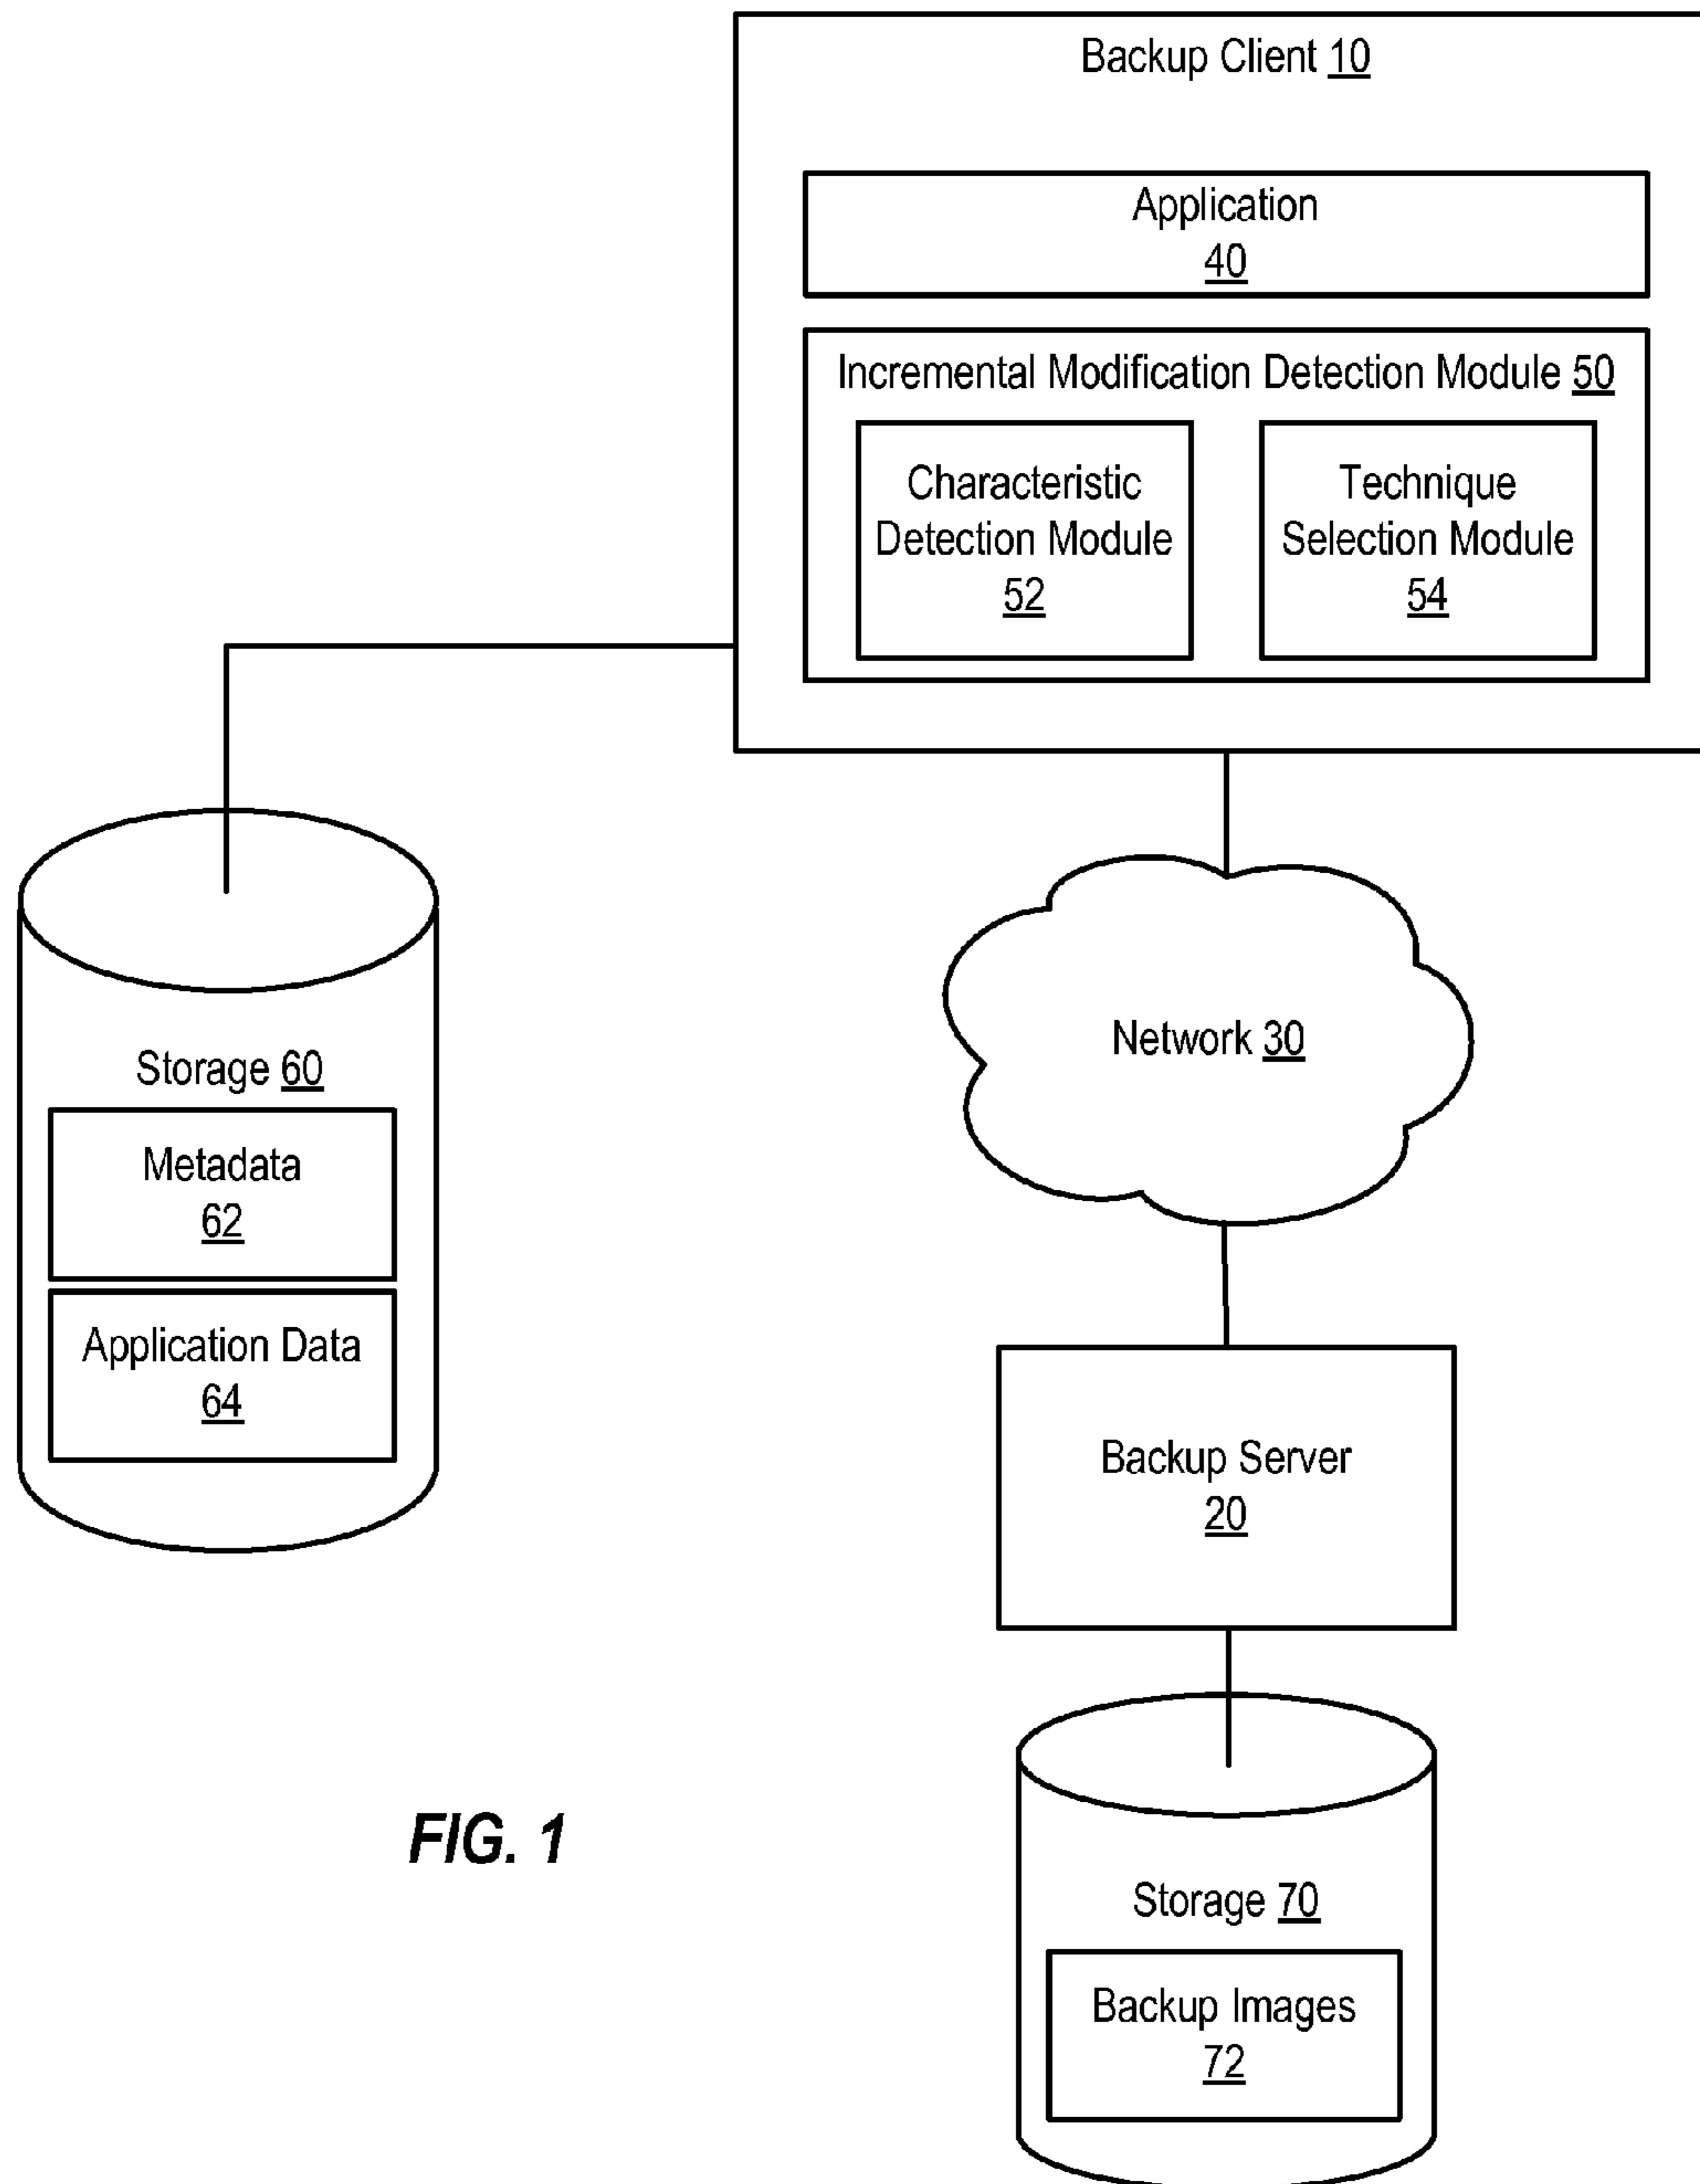 Backup Client 10
Application
40
Incremental Modification Detection Module 50
Characteristic
Detection Module
52
Technique
Selection Module
54
Storage 60
Metadata
62
Application Data
64
Network 30
Backup Server
20
FIG. 1
Storage 70
Backup Images
72